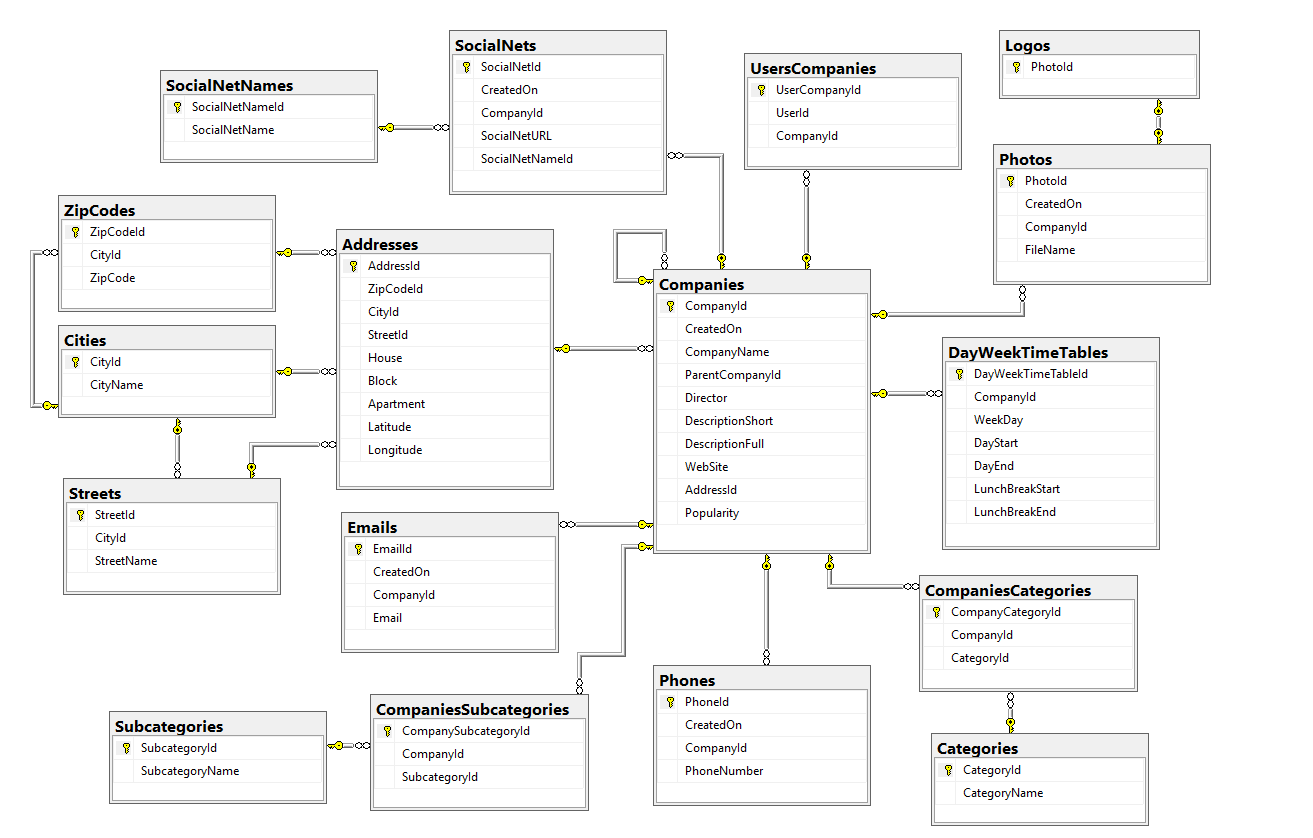 SocialNetNames
SocialNetNameId
SocialNetName
SocialNets
SocialNetId
CreatedOn
CompanyId
SocialNetURL
SocialNetNameId
UsersCompanies
UserCompanyId
UserId
CompanyId
Logos
PhotoId
Photos
PhotoId
CreatedOn
CompanyId
FileName
ZipCodes
ZipCodeId
CityId
ZipCode
Cities
CityId
CityName
Addresses
AddressId
ZipCodeId
CityId
StreetId
House
Block
Apartment
Latitude
Longitude
Companies
CompanyId
CreatedOn
CompanyName
ParentCompanyId
Director
DescriptionShort
DescriptionFull
WebSite
AddressId
Popularity
DayWeekTimeTables
DayWeekTimeTableId
CompanyId
WeekDay
DayStart
DayEnd
LunchBreakStart
LunchBreakEnd
Streets
StreetId
CityId
StreetName
Emails
EmailId
CreatedOn
CompanyId
Email
CompaniesCategories
CompanyCategoryId
CompanyId
CategoryId
Subcategories
SubcategoryId
SubcategoryName
CompaniesSubcategories
CompanySubcategoryId
CompanyId
SubcategoryId
Phones
PhoneId
CreatedOn
CompanyId
PhoneNumber
Categories
CategoryId
CategoryName